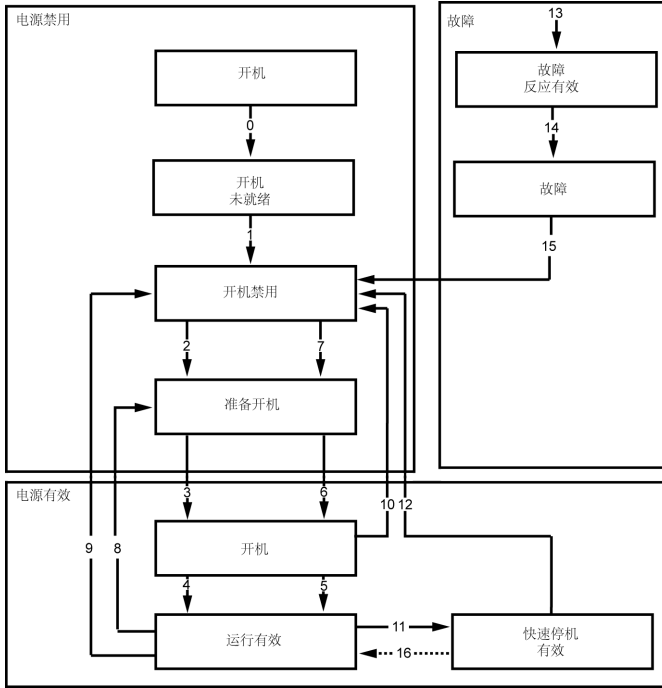 电源禁用
开机
0
开机
未就绪
1
开机禁用
2
7
准备开机
故障
13
故障
反应有效
14
故障
15
电源有效
3
6
10
12
9
8
开机
4
5
运行有效
11
16
快速停机
有效